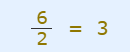 6/2 = 3